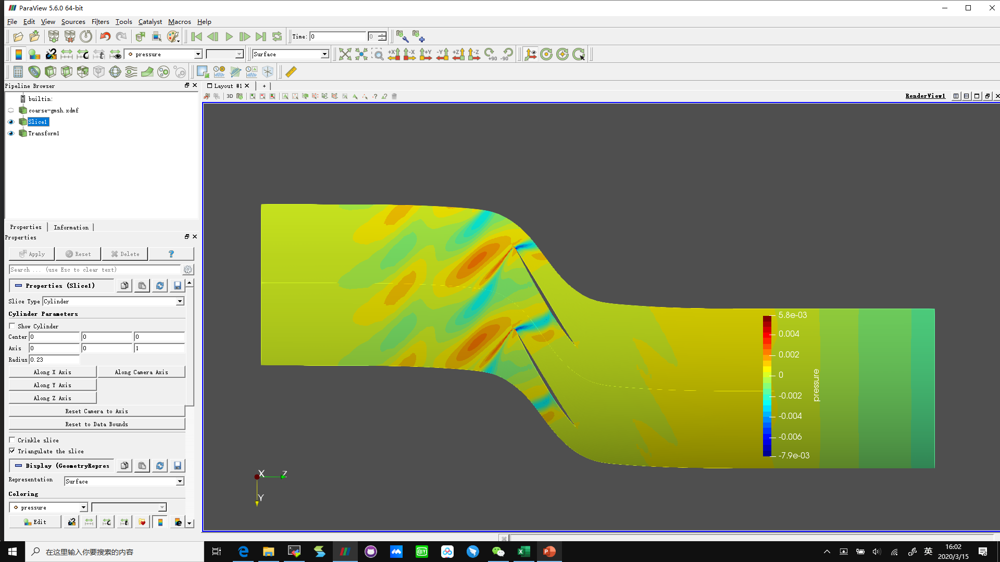 ParaView 5.6.0 64-bit
File Edit View Sources Filters Tools Catalyst Macros Help
Time: 0 0
pressure Surface
+X -X +Y -Y +Z -Z +90 -90
Pipeline Browser
Layout #1 +
3D
RenderView1
builtin:
coarse-gmsh.xdmf
Slice1
Transform1
Properties Information
Properties
Apply Reset Delete ?
Search ... (use Esc to clear text)
Properties (Slice1)
Slice Type Cylinder
Cylinder Parameters
Show Cylinder
Center 0 0 0
Axis 0 0 1
Radius 0.23
Along X Axis Along Camera Axis
Along Y Axis
Along Z Axis
Reset Camera to Axis
Reset to Data Bounds
Crinkle slice
Triangulate the slice
Display (GeometryRepres
Representation Surface
Coloring
pressure
Edit
5.8e-03
0.004
0.002
0
-0.002
-0.004
-0.006
-7.9e-03
pressure
X Z
Y
在这里输入你要搜索的内容
英
16:02
2020/3/15